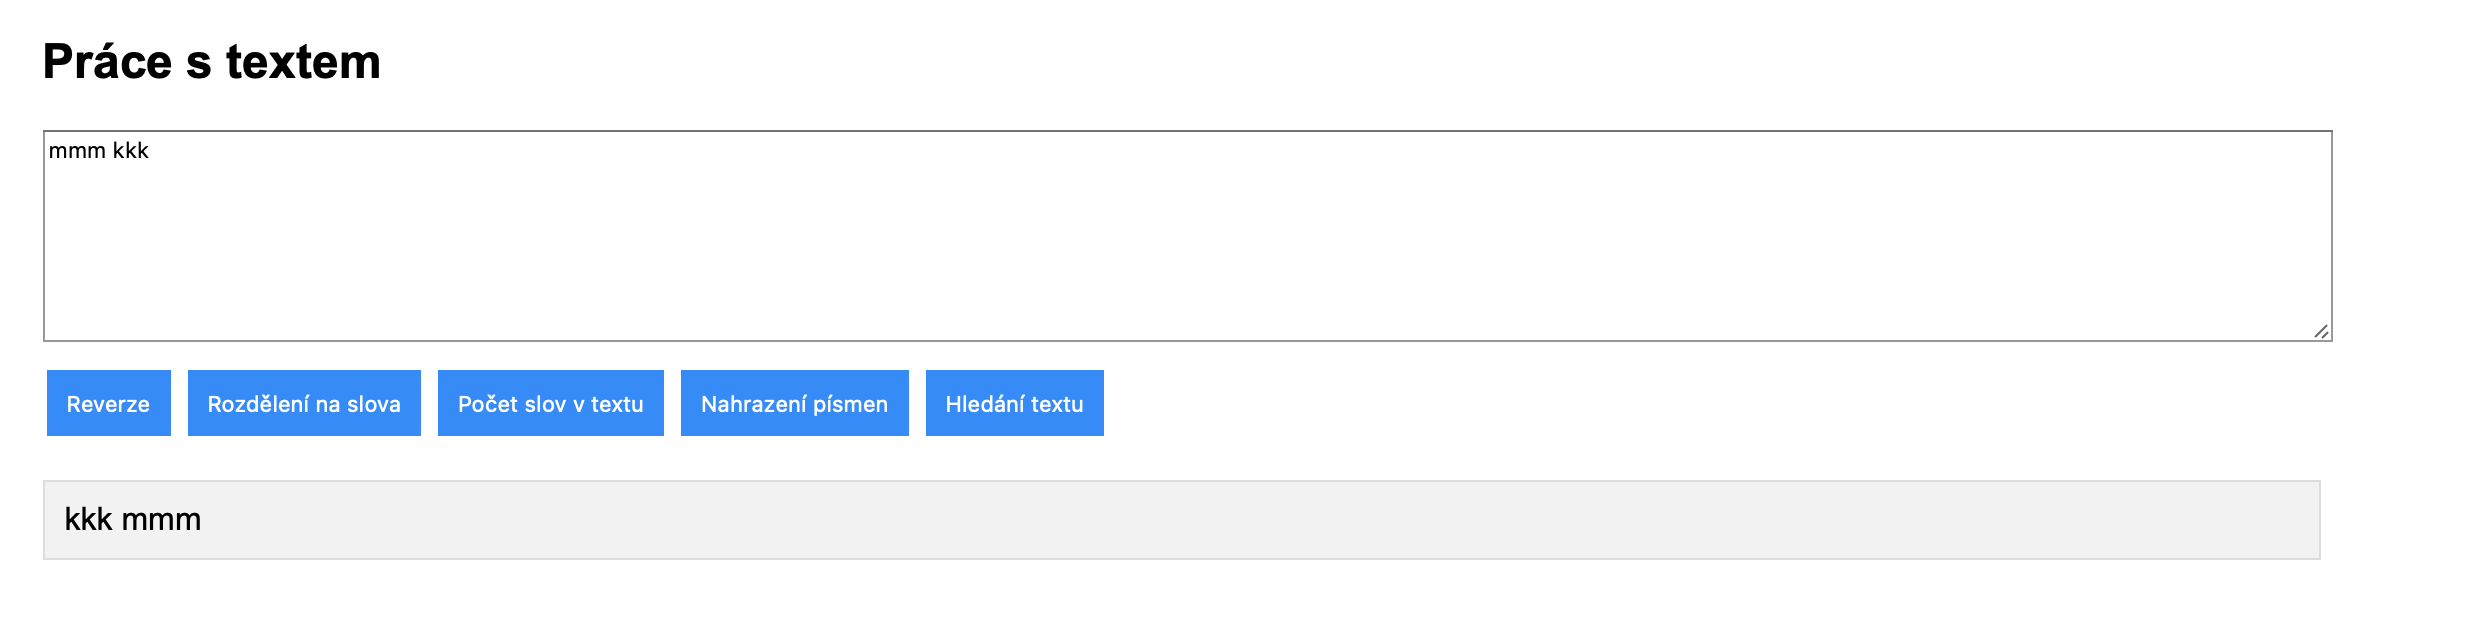 Práce s textem
mmm kkk
Reverze Rozdělení na slova Počet slov v textu Nahrazení písmen Hledání textu
kkk mmm